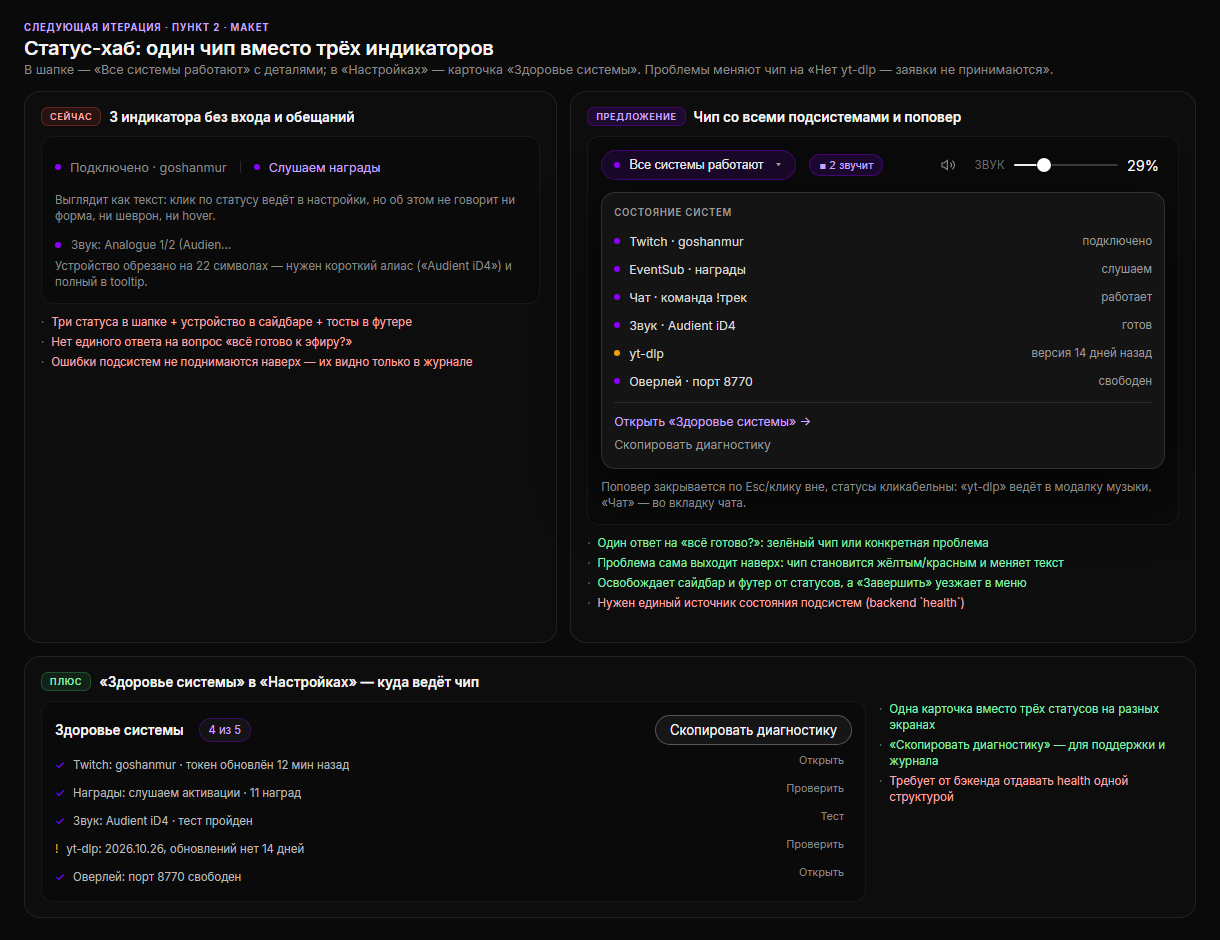 СЛЕДУЮЩАЯ ИТЕРАЦИЯ · ПУНКТ 2 · МАКЕТ
Статус-хаб: один чип вместо трёх индикаторов
В шапке — «Все системы работают» с деталями; в «Настройках» — карточка «Здоровье системы». Проблемы меняют чип на «Нет yt-dlp — заявки не принимаются».
СЕЙЧАС 3 индикатора без входа и обещаний
Подключено · goshanmur Слушаем награды
Выглядит как текст: клик по статусу ведёт в настройки, но об этом не говорит ни
форма, ни шеврон, ни hover.
Звук: Analogue 1/2 (Audien...
Устройство обрезано на 22 символах — нужен короткий алиас («Audient iD4») и
полный в tooltip.
· Три статуса в шапке + устройство в сайдбаре + тосты в футере
· Нет единого ответа на вопрос «всё готово к эфиру?»
· Ошибки подсистем не поднимаются наверх — их видно только в журнале
ПРЕДЛОЖЕНИЕ Чип со всеми подсистемами и поповер
Все системы работают 2 звучит ЗВУК 29%
СОСТОЯНИЕ СИСТЕМ
Twitch · goshanmur подключено
EventSub · награды слушаем
Чат · команда !трек работает
Звук · Audient iD4 готов
yt-dlp версия 14 дней назад
Оверлей · порт 8770 свободен
Открыть «Здоровье системы» →
Скопировать диагностику
Поповер закрывается по Esc/клику вне, статусы кликабельны: «yt-dlp» ведёт в модалку музыки,
«Чат» — во вкладку чата.
· Один ответ на «всё готово?»: зелёный чип или конкретная проблема
· Проблема сама выходит наверх: чип становится жёлтым/красным и меняет текст
· Освобождает сайдбар и футер от статусов, а «Завершить» уезжает в меню
· Нужен единый источник состояния подсистем (backend `health`)
ПЛЮС «Здоровье системы» в «Настройках» — куда ведёт чип
Здоровье системы 4 из 5 Скопировать диагностику
✓ Twitch: goshanmur · токен обновлён 12 мин назад Открыть
✓ Награды: слушаем активации · 11 наград Проверить
✓ Звук: Audient iD4 · тест пройден Тест
! yt-dlp: 2026.10.26, обновлений нет 14 дней Проверить
✓ Оверлей: порт 8770 свободен Открыть
· Одна карточка вместо трёх статусов на разных
экранах
· «Скопировать диагностику» — для поддержки и
журнала
· Требует от бэкенда отдавать health одной
структурой